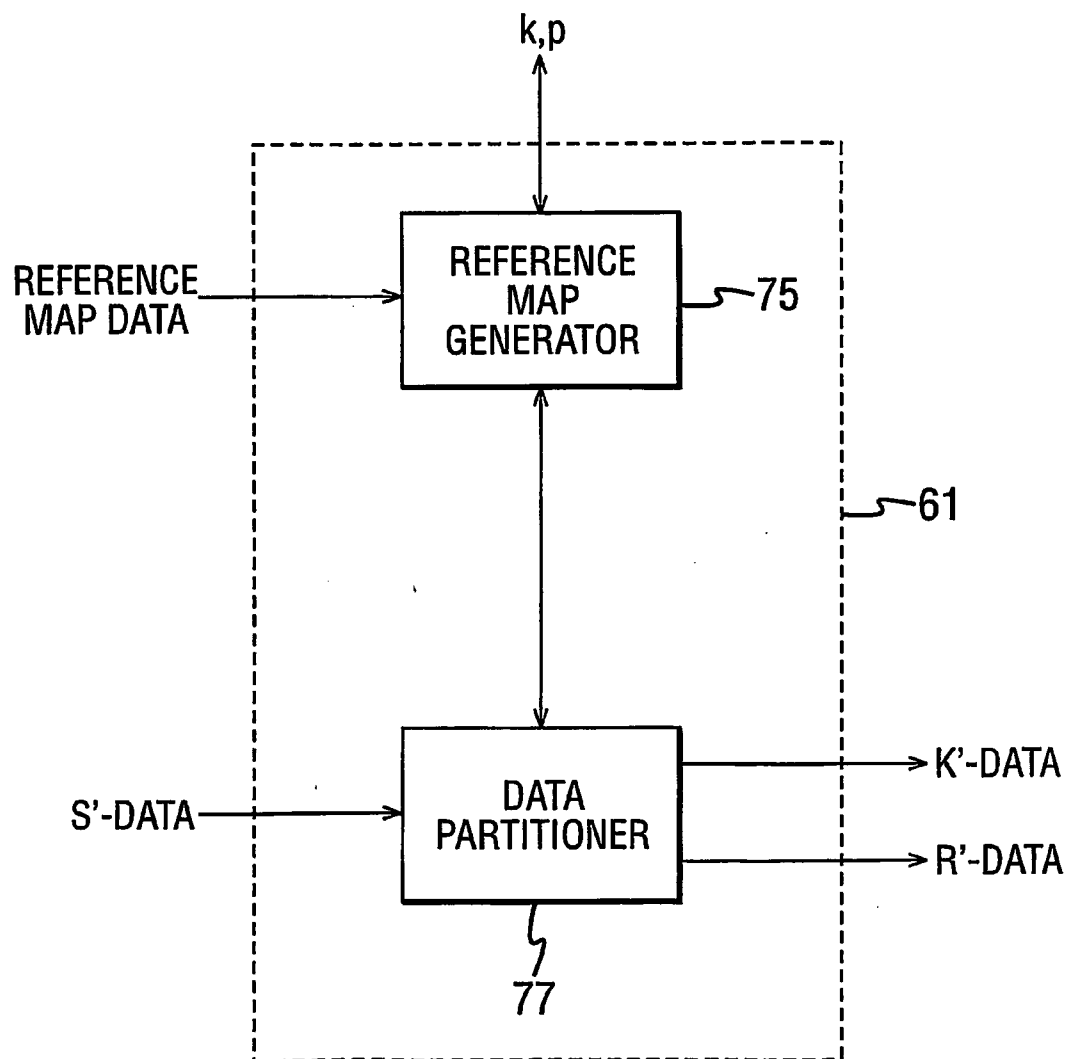 k,p
REFERENCE
MAP DATA
REFERENCE
MAP
GENERATOR
75
61
S'-DATA
DATA
PARTITIONER
K'-DATA
R'-DATA
77